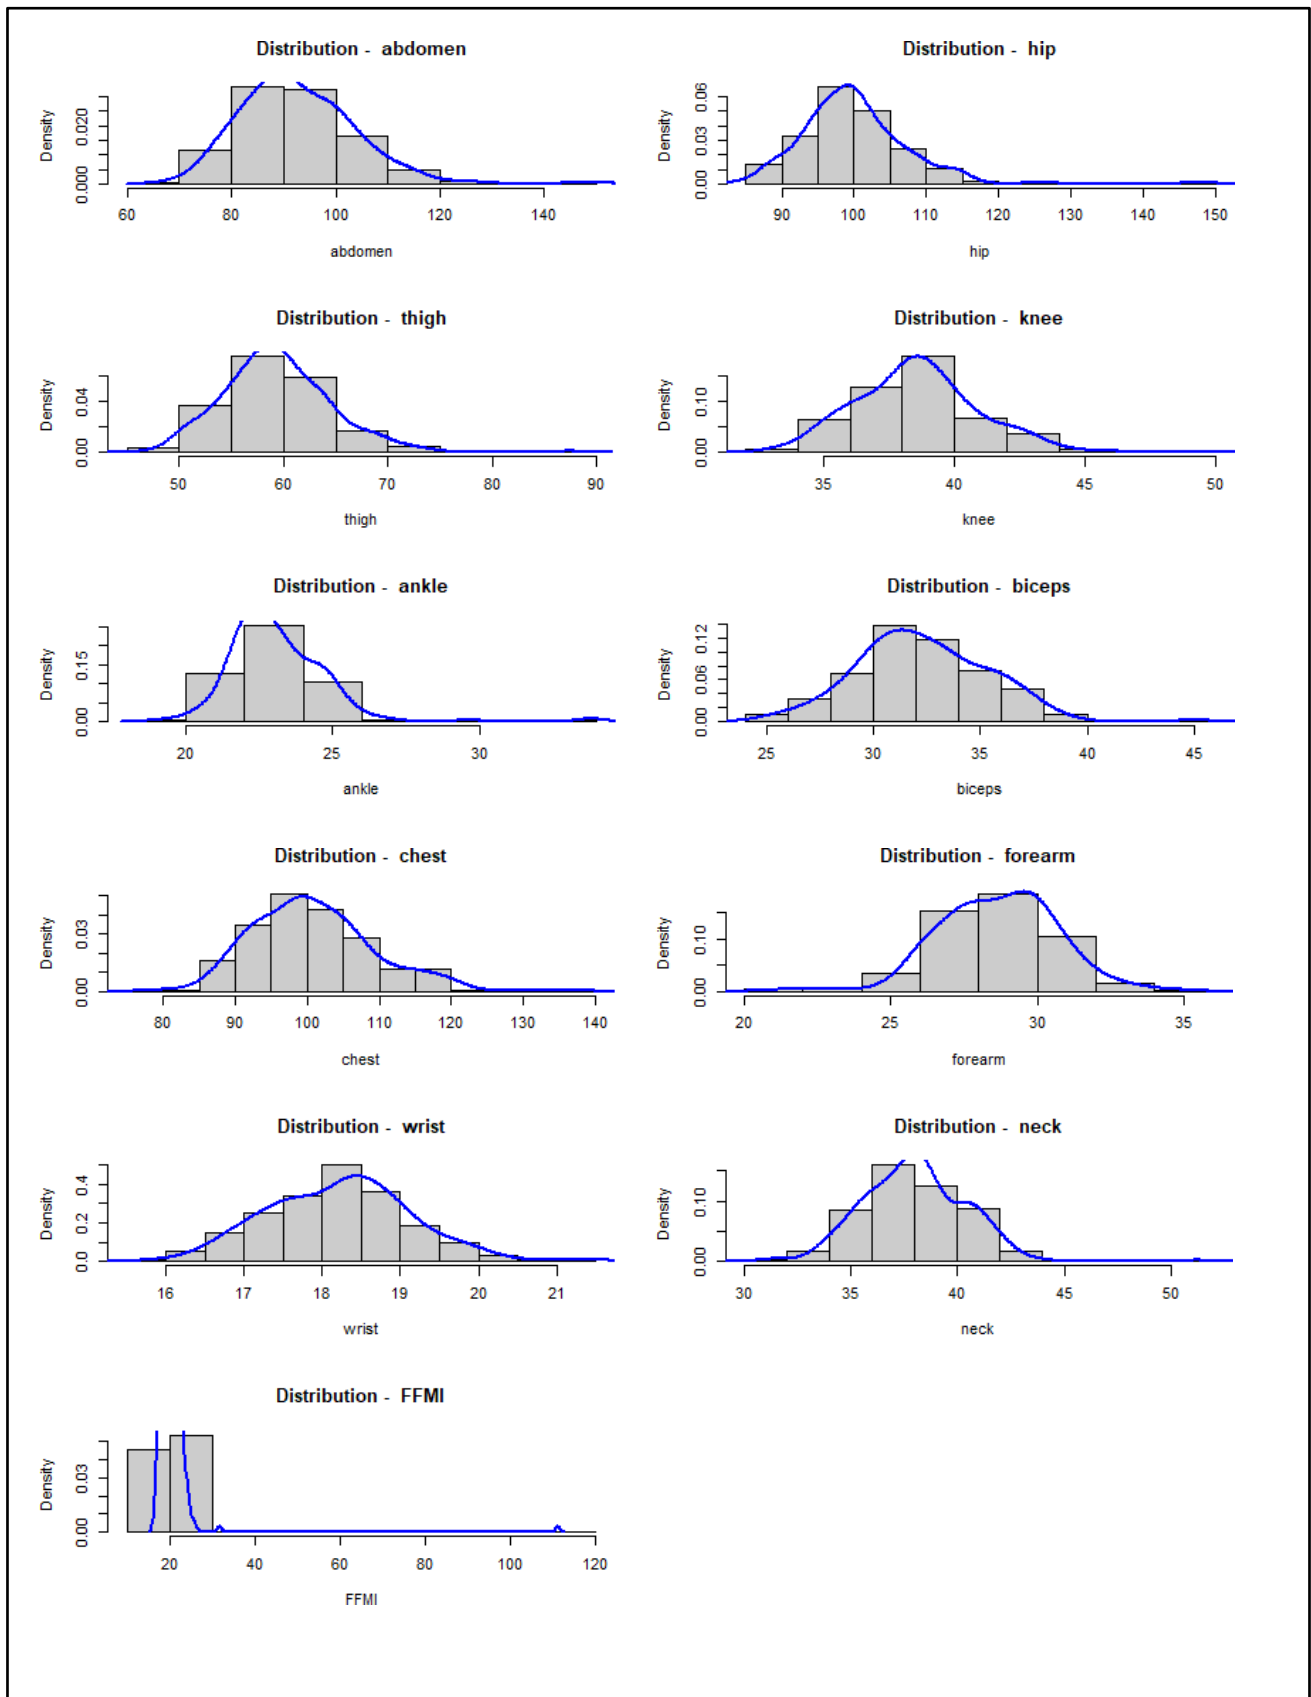 Distribution - abdomen
Density
0.000 0.020
60 80 100 120 140
abdomen
Distribution - hip
Density
0.00 0.03 0.06
90 100 110 120 130 140 150
hip
Distribution - thigh
Density
0.00 0.04
50 60 70 80 90
thigh
Distribution - knee
Density
0.00 0.10
35 40 45 50
knee
Distribution - ankle
Density
0.00 0.15
20 25 30
ankle
Distribution - biceps
Density
0.00 0.06 0.12
25 30 35 40 45
biceps
Distribution - chest
Density
0.00 0.03
80 90 100 110 120 130 140
chest
Distribution - forearm
Density
0.00 0.10
20 25 30 35
forearm
Distribution - wrist
Density
0.0 0.2 0.4
16 17 18 19 20 21
wrist
Distribution - neck
Density
0.00 0.10
30 35 40 45 50
neck
Distribution - FFMI
Density
0.00 0.03
20 40 60 80 100 120
FFMI